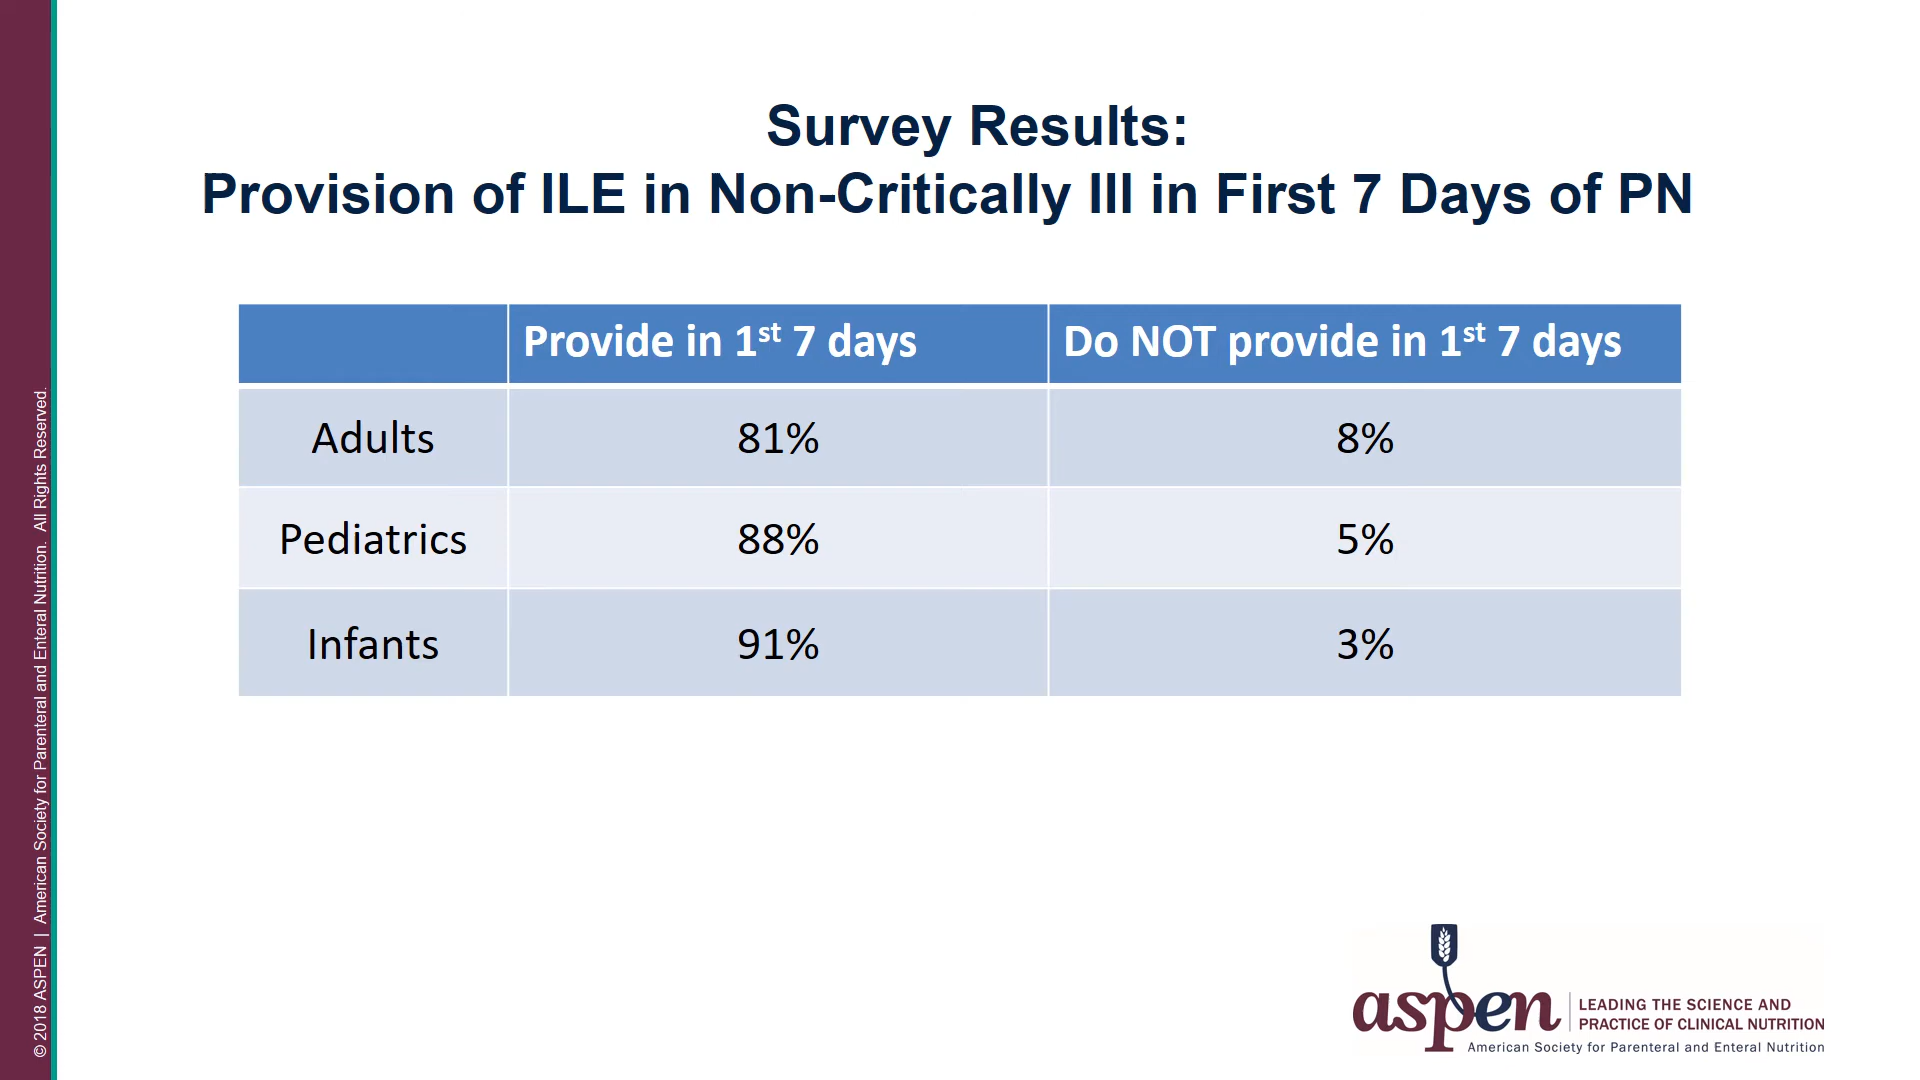 Survey Results:
Provision of ILE in Non-Critically Ill in First 7 Days of PN
Provide in 1st 7 days
Do NOT provide in 1st 7 days
Adults 81% 8%
Pediatrics 88% 5%
Infants 91% 3%
© 2018 ASPEN | American Society for Parenteral and Enteral Nutrition. All Rights Reserved.
aspen
LEADING THE SCIENCE AND
PRACTICE OF CLINICAL NUTRITION
American Society for Parenteral and Enteral Nutrition